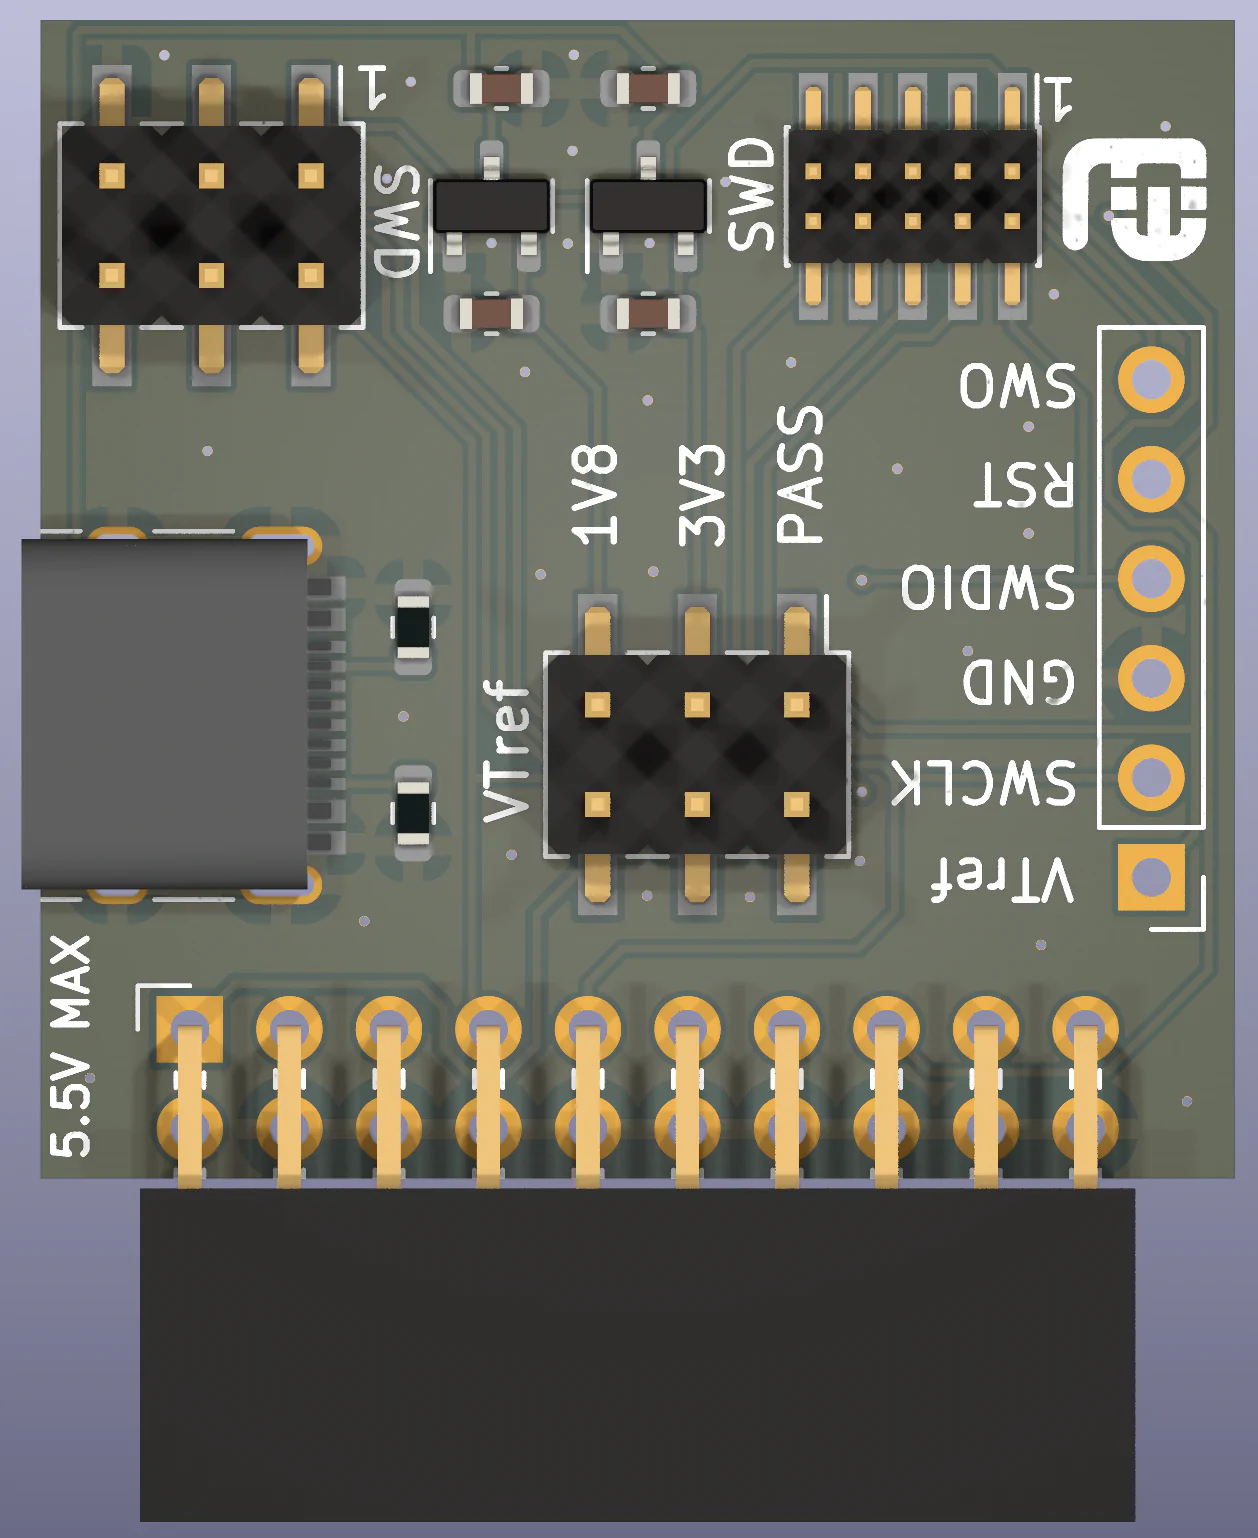 1
1
SWD
SWD
SWO
RST
SWDIO
GND
SWCLK
VTref
1V8
3V3
PASS
VTref
5.5V MAX